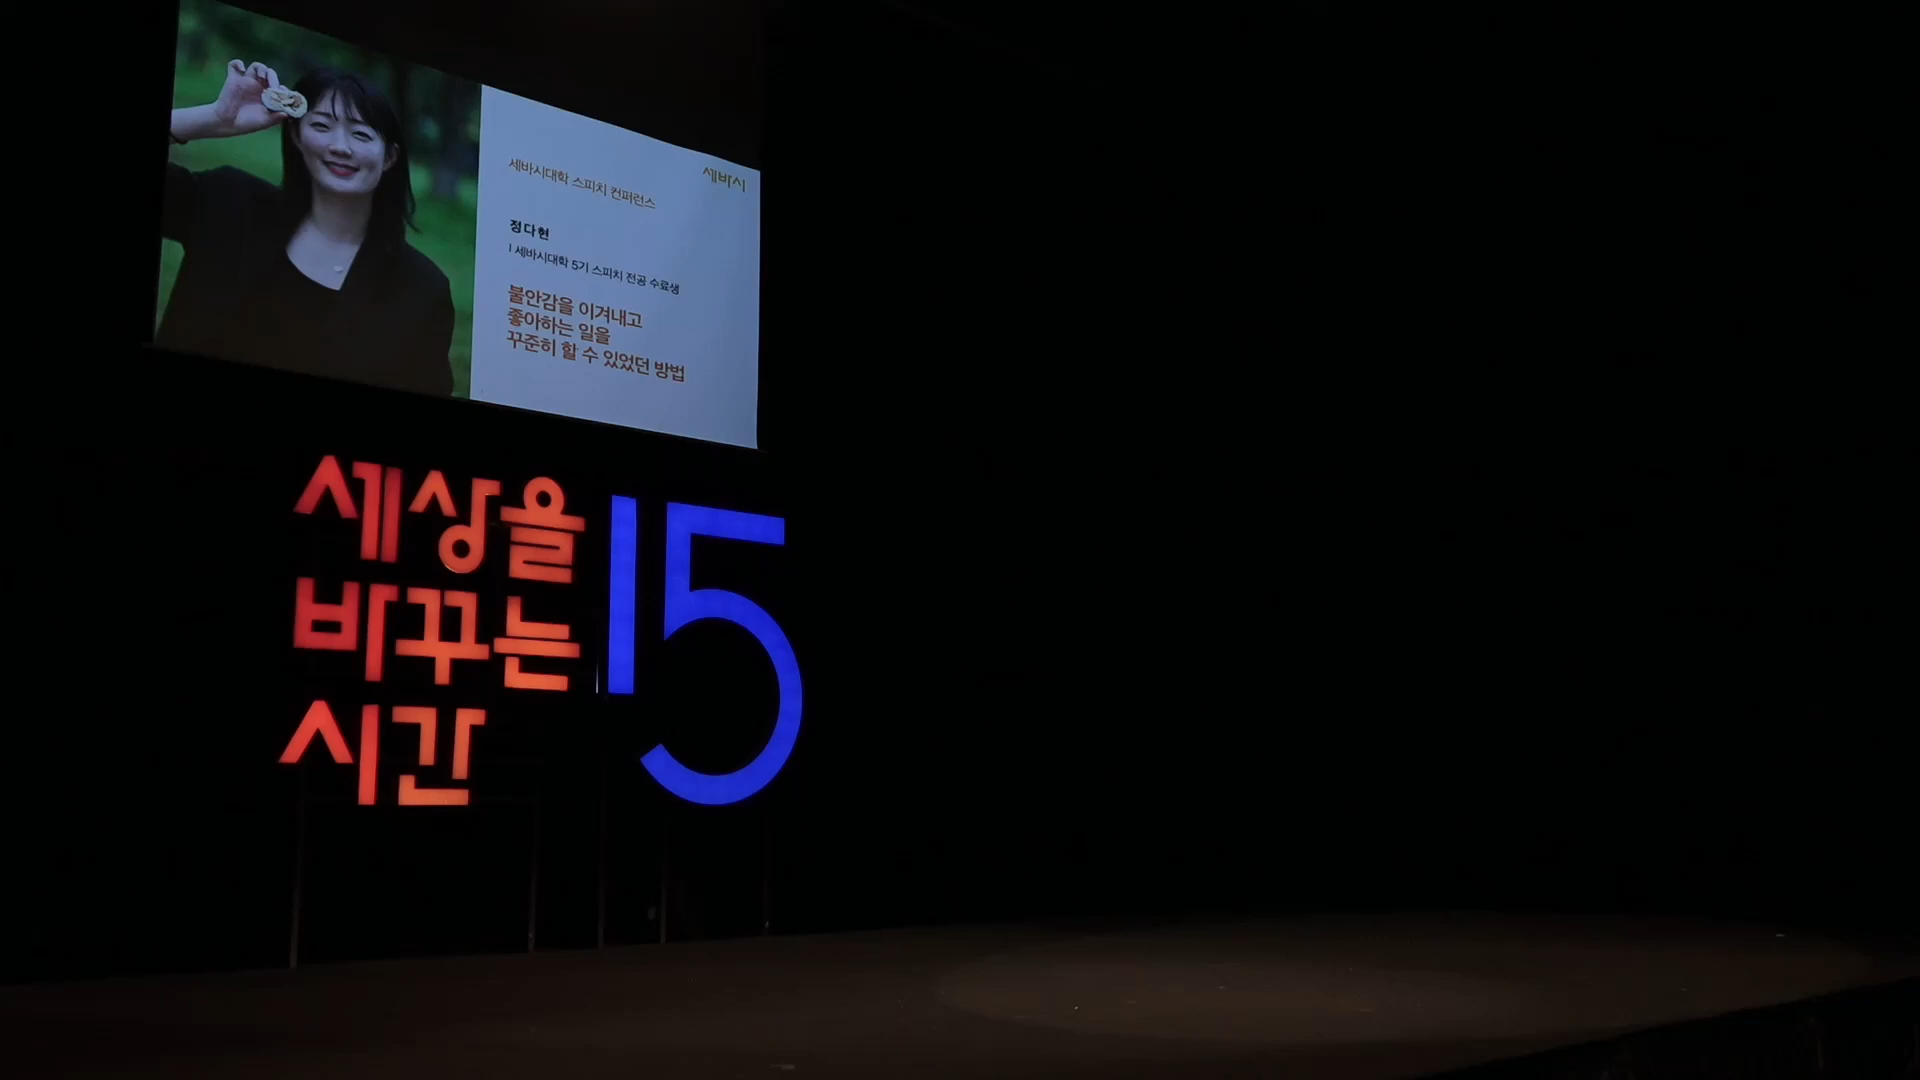 세바시
세바시대학 스피치 컨퍼런스
정다현
| 세바시대학 5기 스피치 전공 수료생
불안감을 이겨내고
좋아하는 일을
꾸준히 할 수 있었던 방법
세상을
바꾸는
시간
15